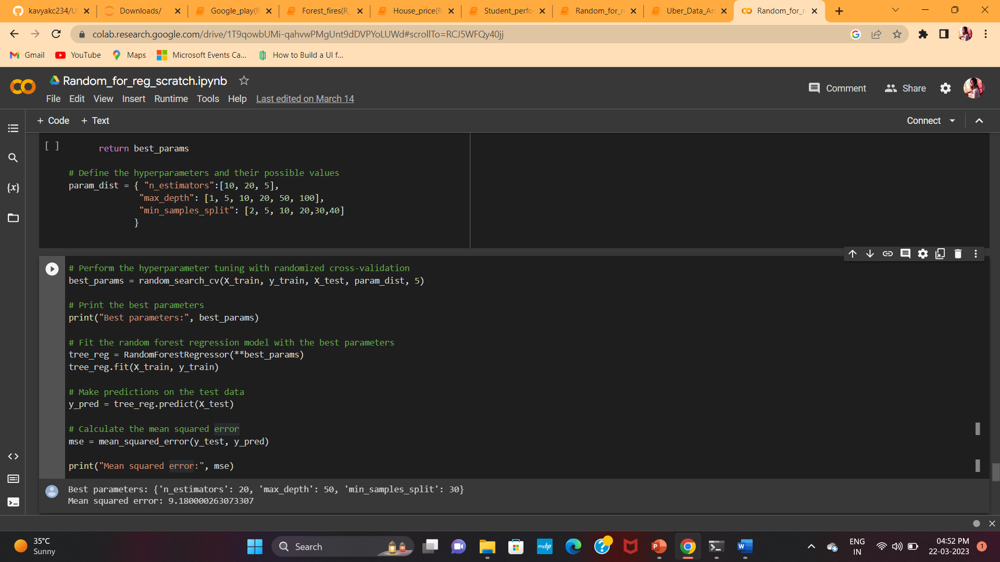 kavyakc234/U
Downloads/
Google_play(R
Forest_fires(R_
House_price(R
Student_perfo
Random_for_r
Uber_Data_An
Random_for_r
colab.research.google.com/drive/1T9qowbUMi-qahvwPMgUnt9dDVPYoLUWd#scrollTo=RCJ5WFQy40jj
Gmail
YouTube
Maps
Microsoft Events Ca...
How to Build a UI f...
Random_for_reg_scratch.ipynb
Comment
Share
File Edit View Insert Runtime Tools Help Last edited on March 14
+ Code + Text
Connect
[ ] return best_params
# Define the hyperparameters and their possible values
param_dist = { "n_estimators":[10, 20, 5],
"max_depth": [1, 5, 10, 20, 50, 100],
"min_samples_split": [2, 5, 10, 20,30,40]
}
{x}
# Perform the hyperparameter tuning with randomized cross-validation
best_params = random_search_cv(X_train, y_train, X_test, param_dist, 5)
# Print the best parameters
print("Best parameters:", best_params)
# Fit the random forest regression model with the best parameters
tree_reg = RandomForestRegressor(**best_params)
tree_reg.fit(X_train, y_train)
# Make predictions on the test data
y_pred = tree_reg.predict(X_test)
# Calculate the mean squared error
mse = mean_squared_error(y_test, y_pred)
print("Mean squared error:", mse)
Best parameters: {'n_estimators': 20, 'max_depth': 50, 'min_samples_split': 30}
Mean squared error: 9.180000263073307
35°C
Sunny
Search
myhp
ENG
IN
04:52 PM
22-03-2023
1